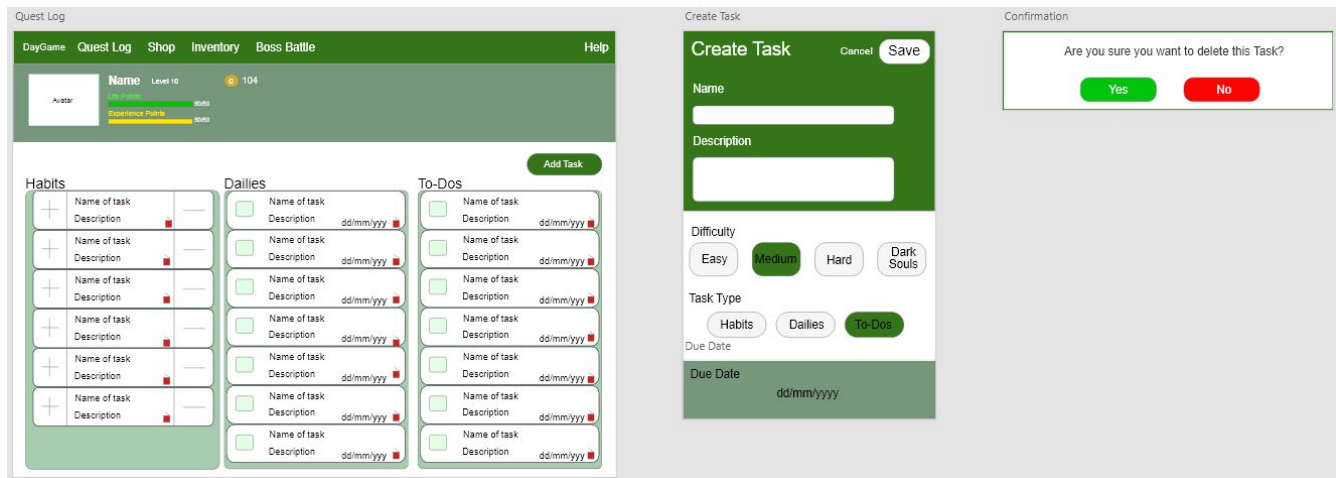 Quest Log
DayGame Quest Log Shop Inventory Boss Battle Help
Avatar
Name Level 10
C 104
Life Points
50/50
Experience Points
50/50
Add Task
Habits
Name of task
Description
Name of task
Description
Name of task
Description
Name of task
Description
Name of task
Description
Name of task
Description
Dailies
Name of task
Description dd/mm/yyy
Name of task
Description dd/mm/yyy
Name of task
Description dd/mm/yyy
Name of task
Description dd/mm/yyy
Name of task
Description dd/mm/yyy
Name of task
Description dd/mm/yyy
Name of task
Description dd/mm/yyy
To-Dos
Name of task
Description dd/mm/yyy
Name of task
Description dd/mm/yyy
Name of task
Description dd/mm/yyy
Name of task
Description dd/mm/yyy
Name of task
Description dd/mm/yyy
Name of task
Description dd/mm/yyy
Name of task
Description dd/mm/yyy
Create Task
Create Task Cancel Save
Name
Description
Difficulty
Easy Medium Hard Dark
Souls
Task Type
Habits Dailies To-Dos
Due Date
Due Date
dd/mm/yyyy
Confirmation
Are you sure you want to delete this Task?
Yes No